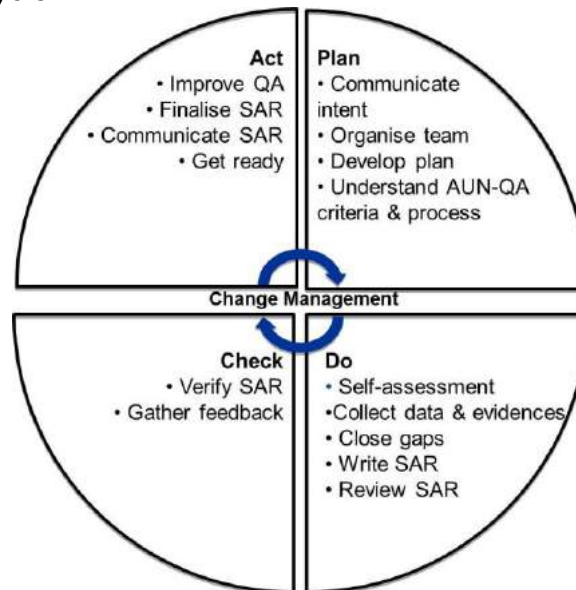 Act
• Improve QA
• Finalise SAR
• Communicate SAR
• Get ready
Plan
• Communicate
intent
• Organise team
• Develop plan
• Understand AUN-QA
criteria & process
Change Management
Check
• Verify SAR
• Gather feedback
Do
• Self-assessment
•Collect data & evidences
• Close gaps
• Write SAR
• Review SAR